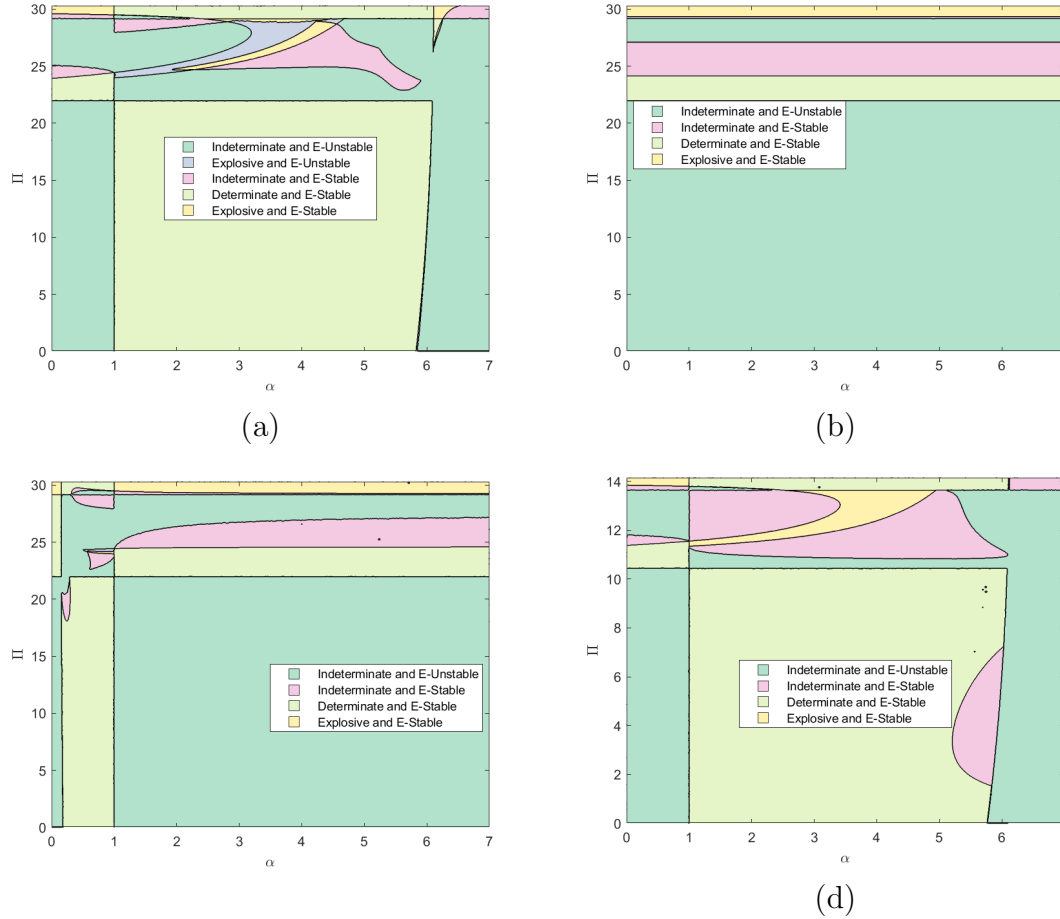 30
25
20
15
10
5
0
Π
Indeterminate and E-Unstable
Explosive and E-Unstable
Indeterminate and E-Stable
Determinate and E-Stable
Explosive and E-Stable
0 1 2 3 4 5 6 7
α
(a)
30
25
20
15
10
5
0
Π
Indeterminate and E-Unstable
Indeterminate and E-Stable
Determinate and E-Stable
Explosive and E-Stable
0 1 2 3 4 5 6
α
(b)
30
25
20
15
10
5
0
Π
Indeterminate and E-Unstable
Indeterminate and E-Stable
Determinate and E-Stable
Explosive and E-Stable
0 1 2 3 4 5 6 7
α
14
12
10
8
6
4
2
0
Π
Indeterminate and E-Unstable
Indeterminate and E-Stable
Determinate and E-Stable
Explosive and E-Stable
0 1 2 3 4 5 6
α
(d)